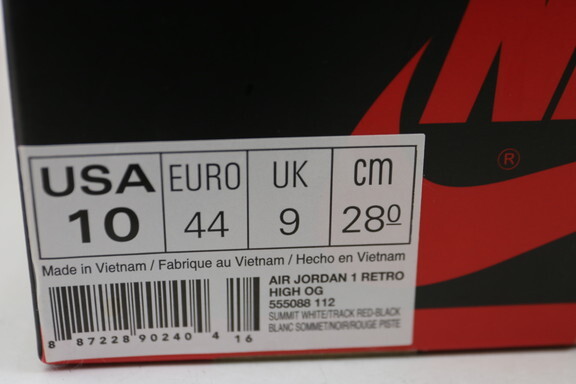 USA EURO UK cm
10 44 9 28⁰
Made in Vietnam / Fabrique au Vietnam / Hecho en Vietnam
AIR JORDAN 1 RETRO
HIGH OG
555088 112
SUMMIT WHITE/TRACK RED-BLACK
BLANC SOMMET/NOIR/ROUGE PISTE
8 87228 90240 4 16
®